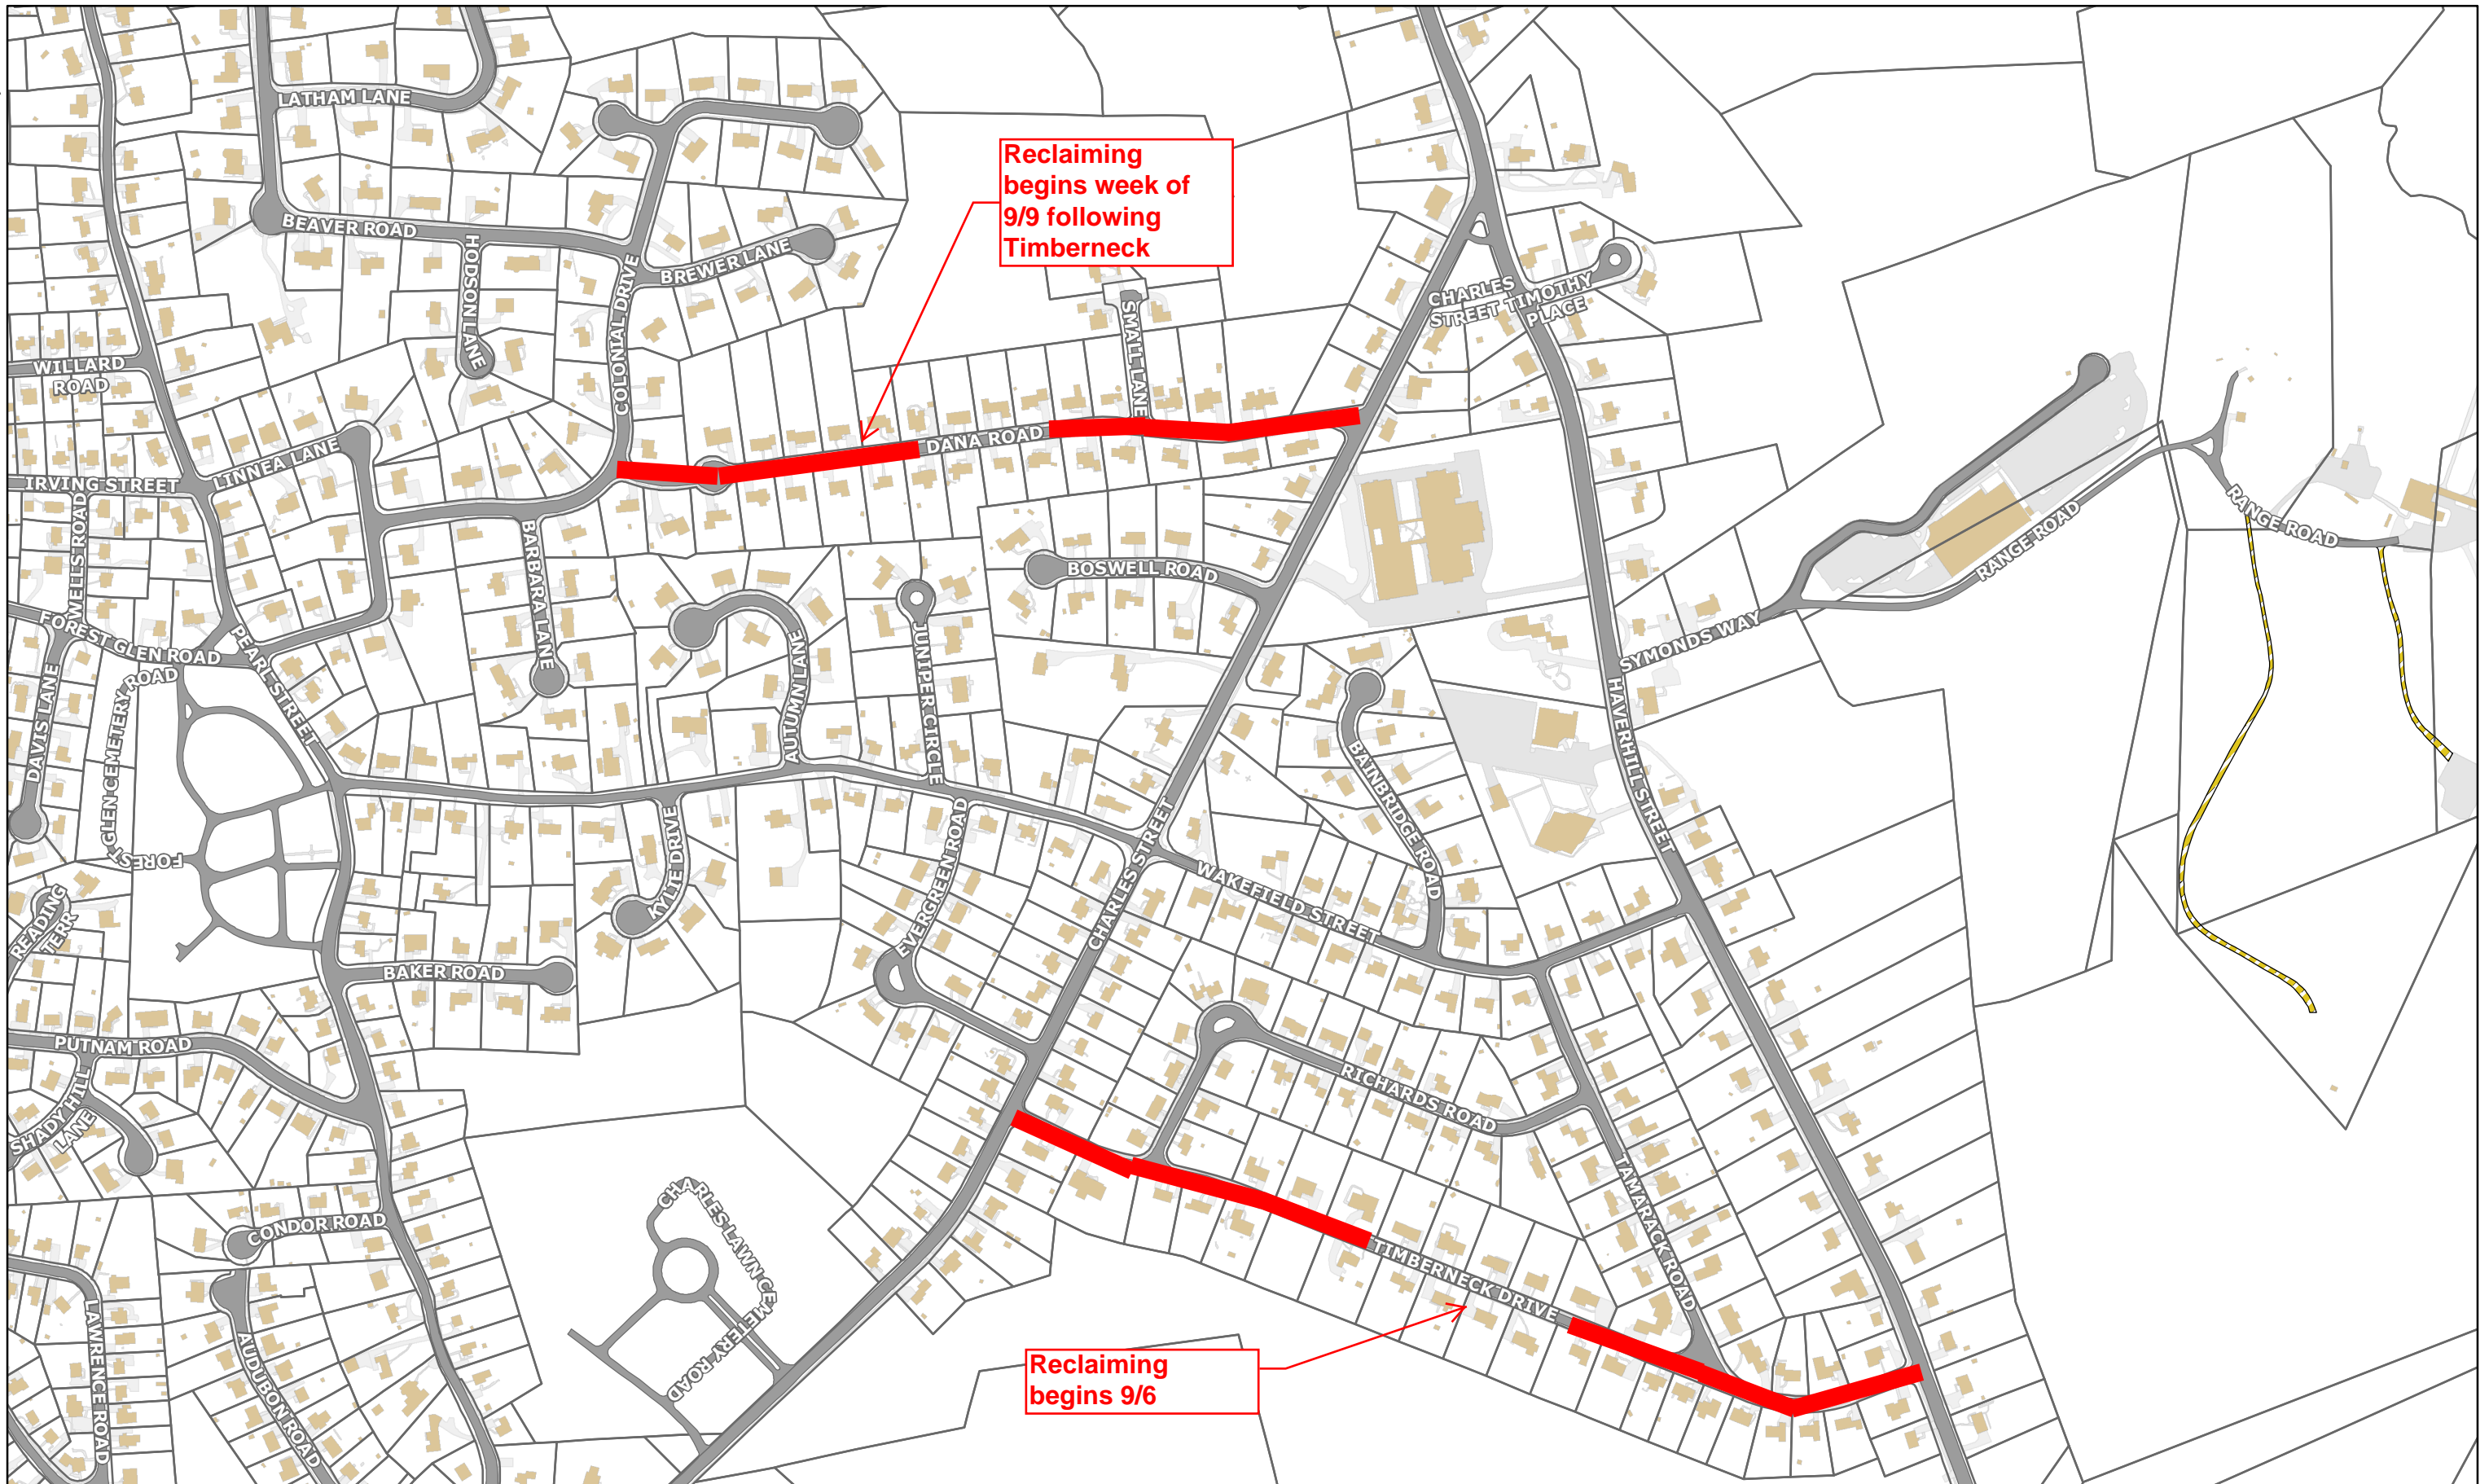 LATHAM LANE
Reclaiming
begins week of
9/9 following
Timberneck
BEAVER ROAD
HODSON LANE
BREWER LANE
COLONIAL DRIVE
SMALL LANE
CHARLES
STREET
TIMOTHY
PLACE
WILLARD
ROAD
DANA ROAD
LINNEA LANE
IRVING STREET
WELLS ROAD
BARBARA LANE
BOSWELL ROAD
RANGE ROAD
RANGE ROAD
SYMONDS WAY
FOREST GLEN ROAD
PEARL STREET
DAVIS LANE
FOREST GLEN CEMETERY ROAD
AUTUMN LANE
JUNIPER CIRCLE
BAINBRIDGE ROAD
HAVERHILL STREET
KYLIE DRIVE
EVERGREEN ROAD
CHARLES STREET
CHARLES STREET
WAKEFIELD STREET
READING
TERR
BAKER ROAD
PUTNAM ROAD
SHADY HILL
LANE
RICHARDS ROAD
TAMARACK ROAD
CONDOR ROAD
CHARLES LAWN CEMETERY ROAD
TIMBERNECK DRIVE
LAWRENCE ROAD
AUDUBON ROAD
Reclaiming
begins 9/6